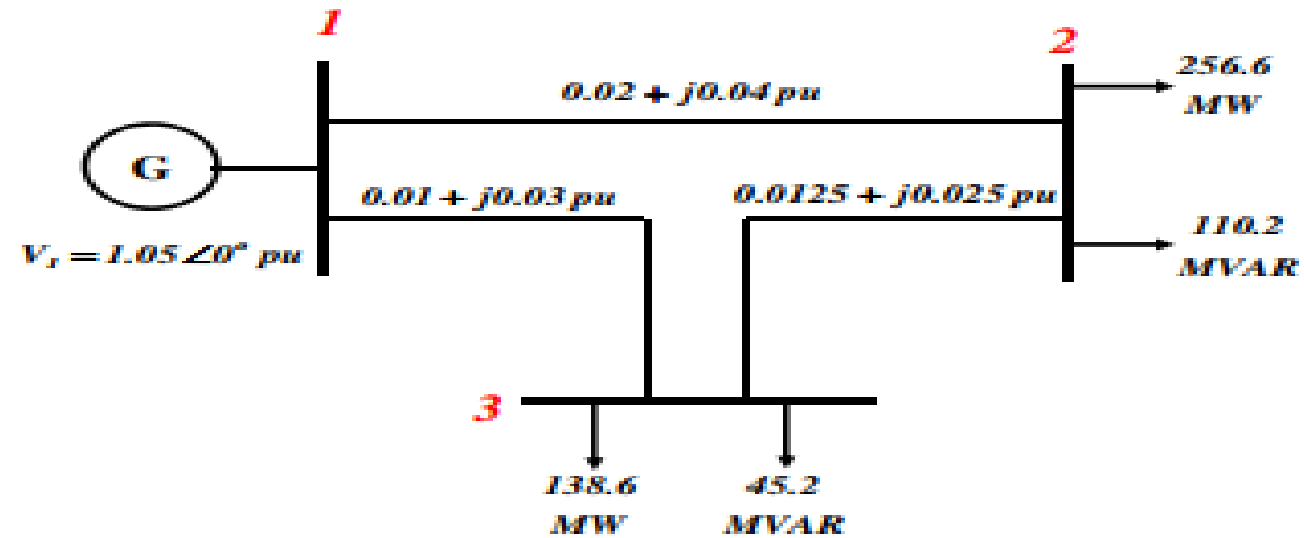 1
2
256.6
MW
0.02 + j0.04 pu
G
0.01 + j0.03 pu
0.0125 + j0.025 pu
110.2
MVAR
V₁ = 1.05∠0° pu
3
138.6
MW
45.2
MVAR